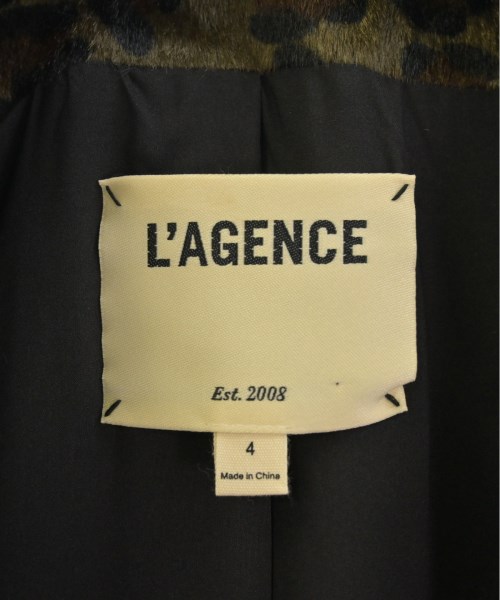 L'AGENCE
Est. 2008
4
Made in China